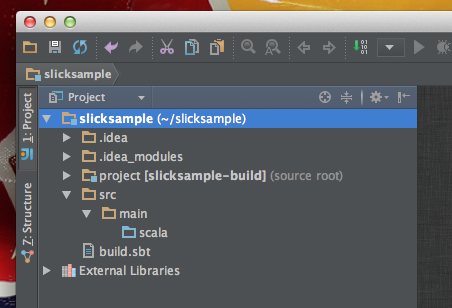 slicksample
1: Project
Z: Structure
Project
slicksample (~/slicksample)
.idea
.idea_modules
project [slicksample-build] (source root)
src
main
scala
build.sbt
External Libraries